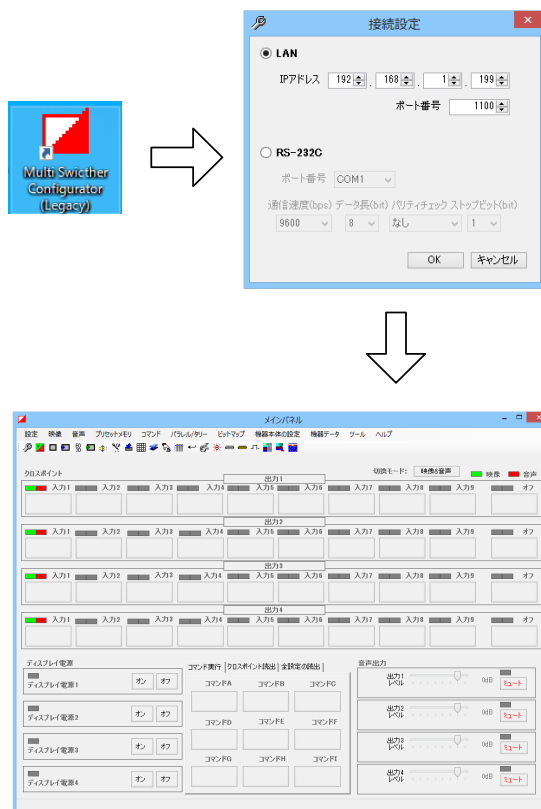 接続設定
LAN
IPアドレス 192 . 168 . 1 . 199
ポート番号 1100
Multi Swicther
Configurator
(Legacy)
RS-232C
ポート番号 COM1
通信速度(bps) データ長(bit) パリティチェック ストップビット(bit)
9600 8 なし 1
OK キャンセル
メインパネル
設定 映像 音声 プリセットメモリ コマンド パラレル/タリー ビットマップ 機器本体の設定 機器データ ツール ヘルプ
クロスポイント 切換モード: 映像&音声 映像 音声
出力1
入力1 入力2 入力3 入力4 入力5 入力6 入力7 入力8 入力9 オフ
出力2
入力1 入力2 入力3 入力4 入力5 入力6 入力7 入力8 入力9 オフ
出力3
入力1 入力2 入力3 入力4 入力5 入力6 入力7 入力8 入力9 オフ
出力4
入力1 入力2 入力3 入力4 入力5 入力6 入力7 入力8 入力9 オフ
ディスプレイ電源
ディスプレイ電源1 オン オフ
ディスプレイ電源2 オン オフ
ディスプレイ電源3 オン オフ
ディスプレイ電源4 オン オフ
コマンド実行 クロスポイント読出 全設定の読出
コマンドA コマンドB コマンドC
コマンドD コマンドE コマンドF
コマンドG コマンドH コマンドI
音声出力
出力1
レベル 0dB ミュート
出力2
レベル 0dB ミュート
出力3
レベル 0dB ミュート
出力4
レベル 0dB ミュート